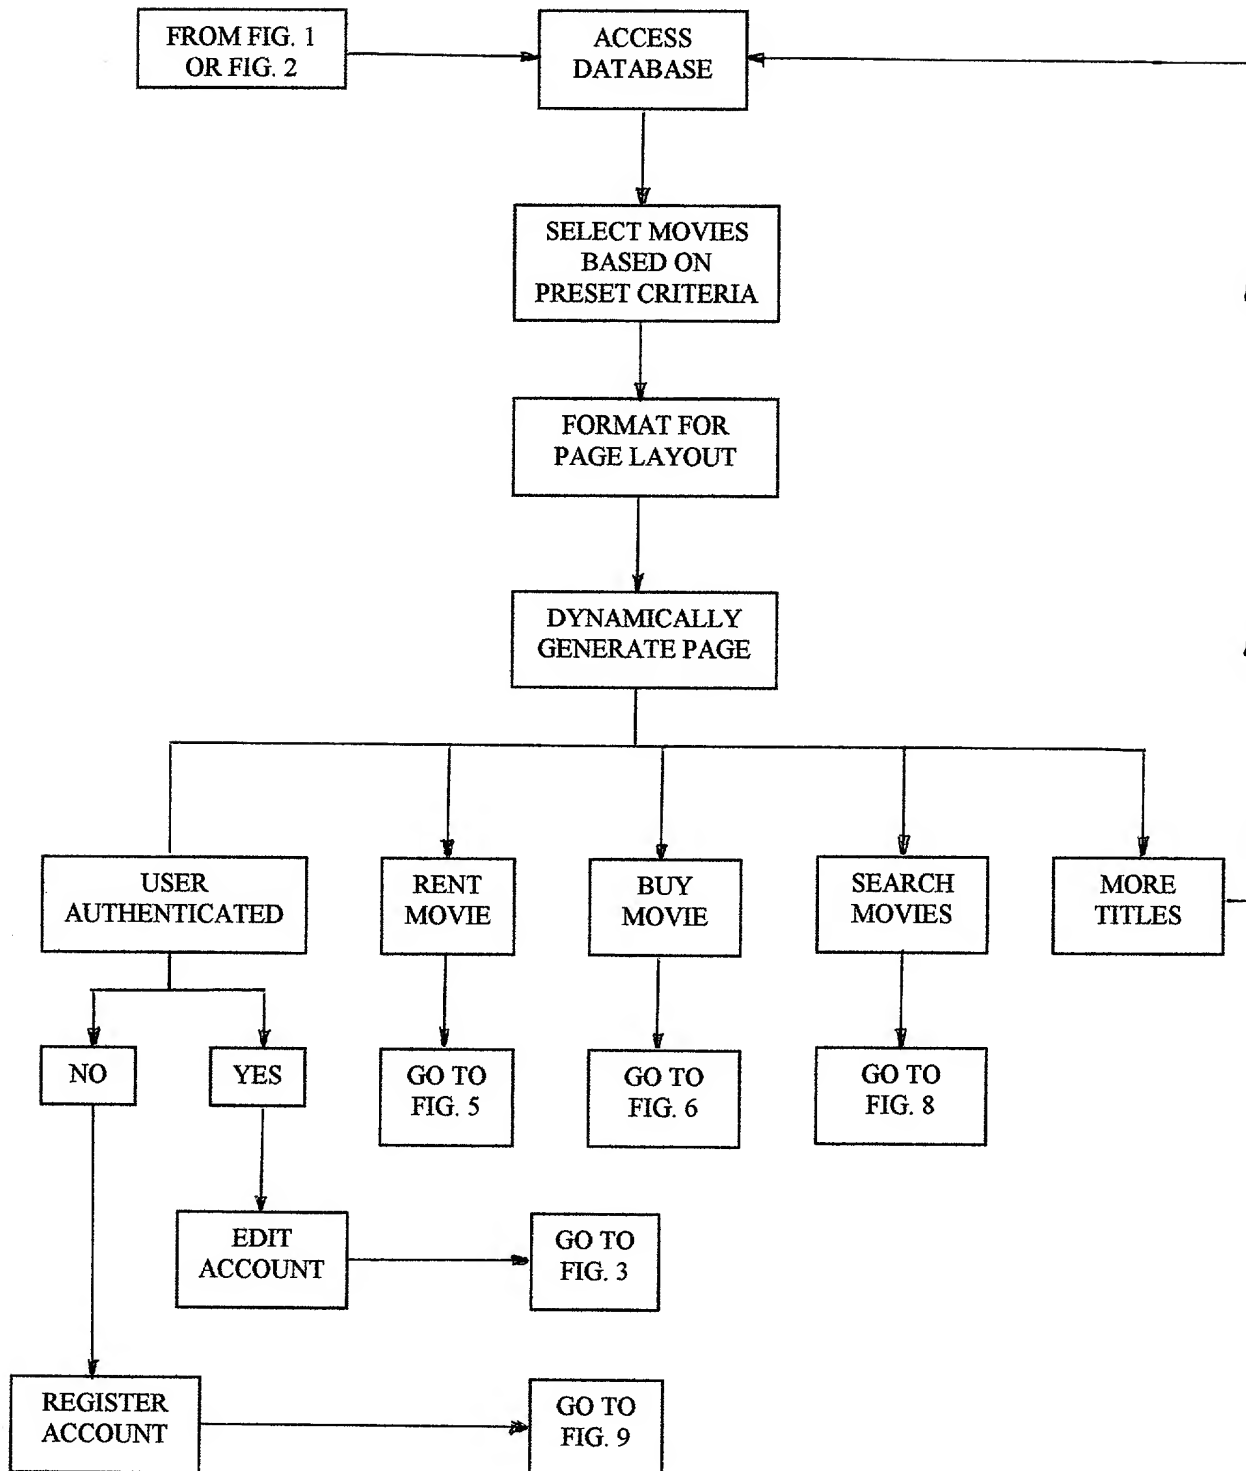 FROM FIG. 1
OR FIG. 2
ACCESS
DATABASE
SELECT MOVIES
BASED ON
PRESET CRITERIA
FORMAT FOR
PAGE LAYOUT
DYNAMICALLY
GENERATE PAGE
USER
AUTHENTICATED
RENT
MOVIE
BUY
MOVIE
SEARCH
MOVIES
MORE
TITLES
NO
YES
GO TO
FIG. 5
GO TO
FIG. 6
GO TO
FIG. 8
EDIT
ACCOUNT
GO TO
FIG. 3
REGISTER
ACCOUNT
GO TO
FIG. 9